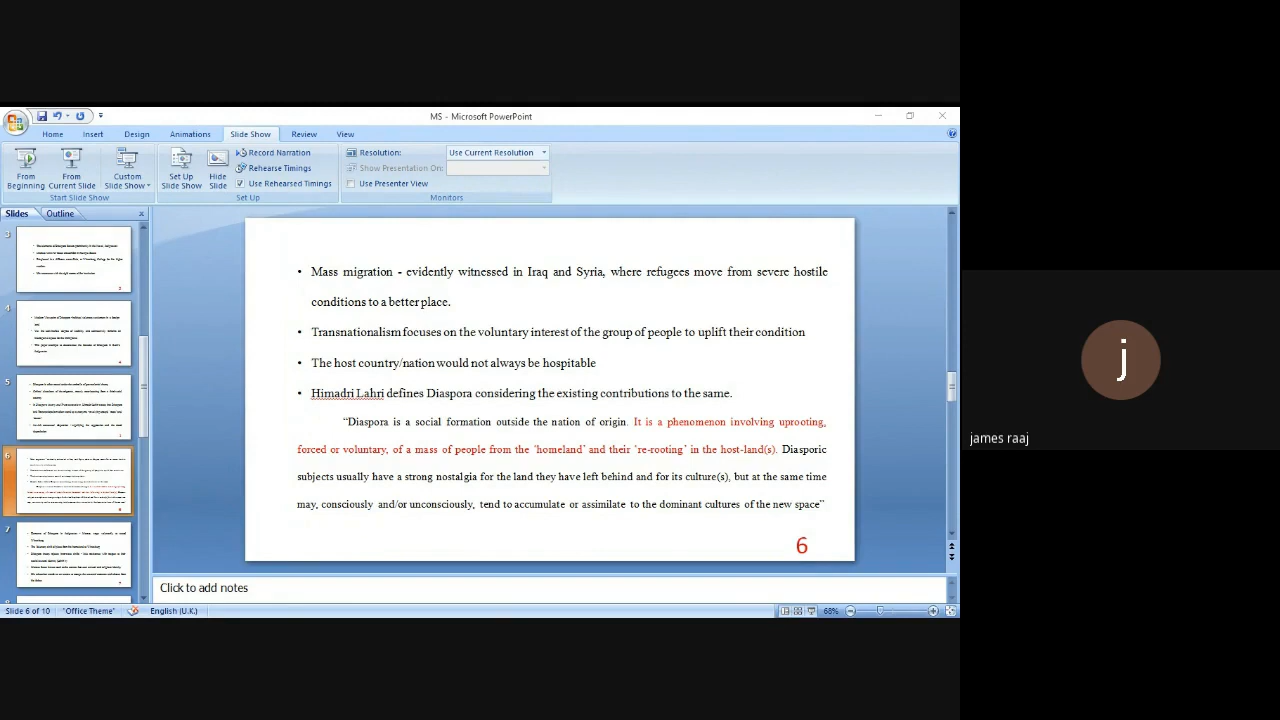 MS - Microsoft PowerPoint
Home Insert Design Animations Slide Show Review View
From Beginning
From Current Slide
Custom Slide Show
Start Slide Show
Set Up Slide Show
Hide Slide
Record Narration
Rehearse Timings
Use Rehearsed Timings
Set Up
Resolution: Use Current Resolution
Show Presentation On:
Use Presenter View
Monitors
Slides Outline
3
4
5
6
7
• Mass migration - evidently witnessed in Iraq and Syria, where refugees move from severe hostile
conditions to a better place.
• Transnationalism focuses on the voluntary interest of the group of people to uplift their condition
• The host country/nation would not always be hospitable
• Himadri Lahri defines Diaspora considering the existing contributions to the same.
“Diaspora is a social formation outside the nation of origin. It is a phenomenon involving uprooting,
forced or voluntary, of a mass of people from the ‘homeland’ and their ‘re-rooting’ in the host-land(s). Diasporic
subjects usually have a strong nostalgia for the land they have left behind and for its culture(s), but at the same time
may, consciously and/or unconsciously, tend to accumulate or assimilate to the dominant cultures of the new space”
6
Click to add notes
Slide 6 of 10 "Office Theme" English (U.K.) 68%
j
james raaj